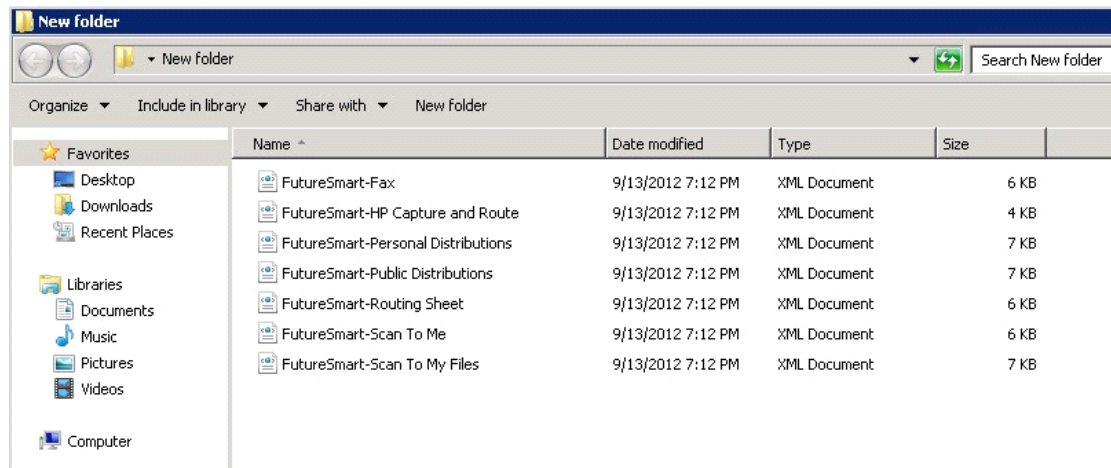 New folder
New folder
Search New folder
Organize Include in library Share with New folder
Favorites
Desktop
Downloads
Recent Places
Libraries
Documents
Music
Pictures
Videos
Computer
Name Date modified Type Size
FutureSmart-Fax 9/13/2012 7:12 PM XML Document 6 KB
FutureSmart-HP Capture and Route 9/13/2012 7:12 PM XML Document 4 KB
FutureSmart-Personal Distributions 9/13/2012 7:12 PM XML Document 7 KB
FutureSmart-Public Distributions 9/13/2012 7:12 PM XML Document 7 KB
FutureSmart-Routing Sheet 9/13/2012 7:12 PM XML Document 6 KB
FutureSmart-Scan To Me 9/13/2012 7:12 PM XML Document 6 KB
FutureSmart-Scan To My Files 9/13/2012 7:12 PM XML Document 7 KB